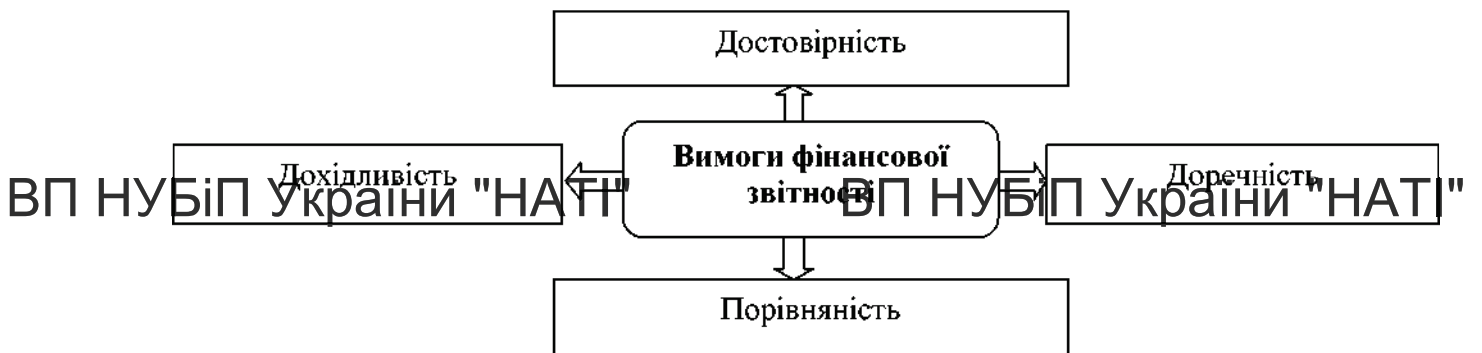 Достовірність
Вимоги фінансової
звітності
Дохідливість
Доречність
ВП НУБіП України "НАТІ"
ВП НУБіП України "НАТІ"
Порівняність